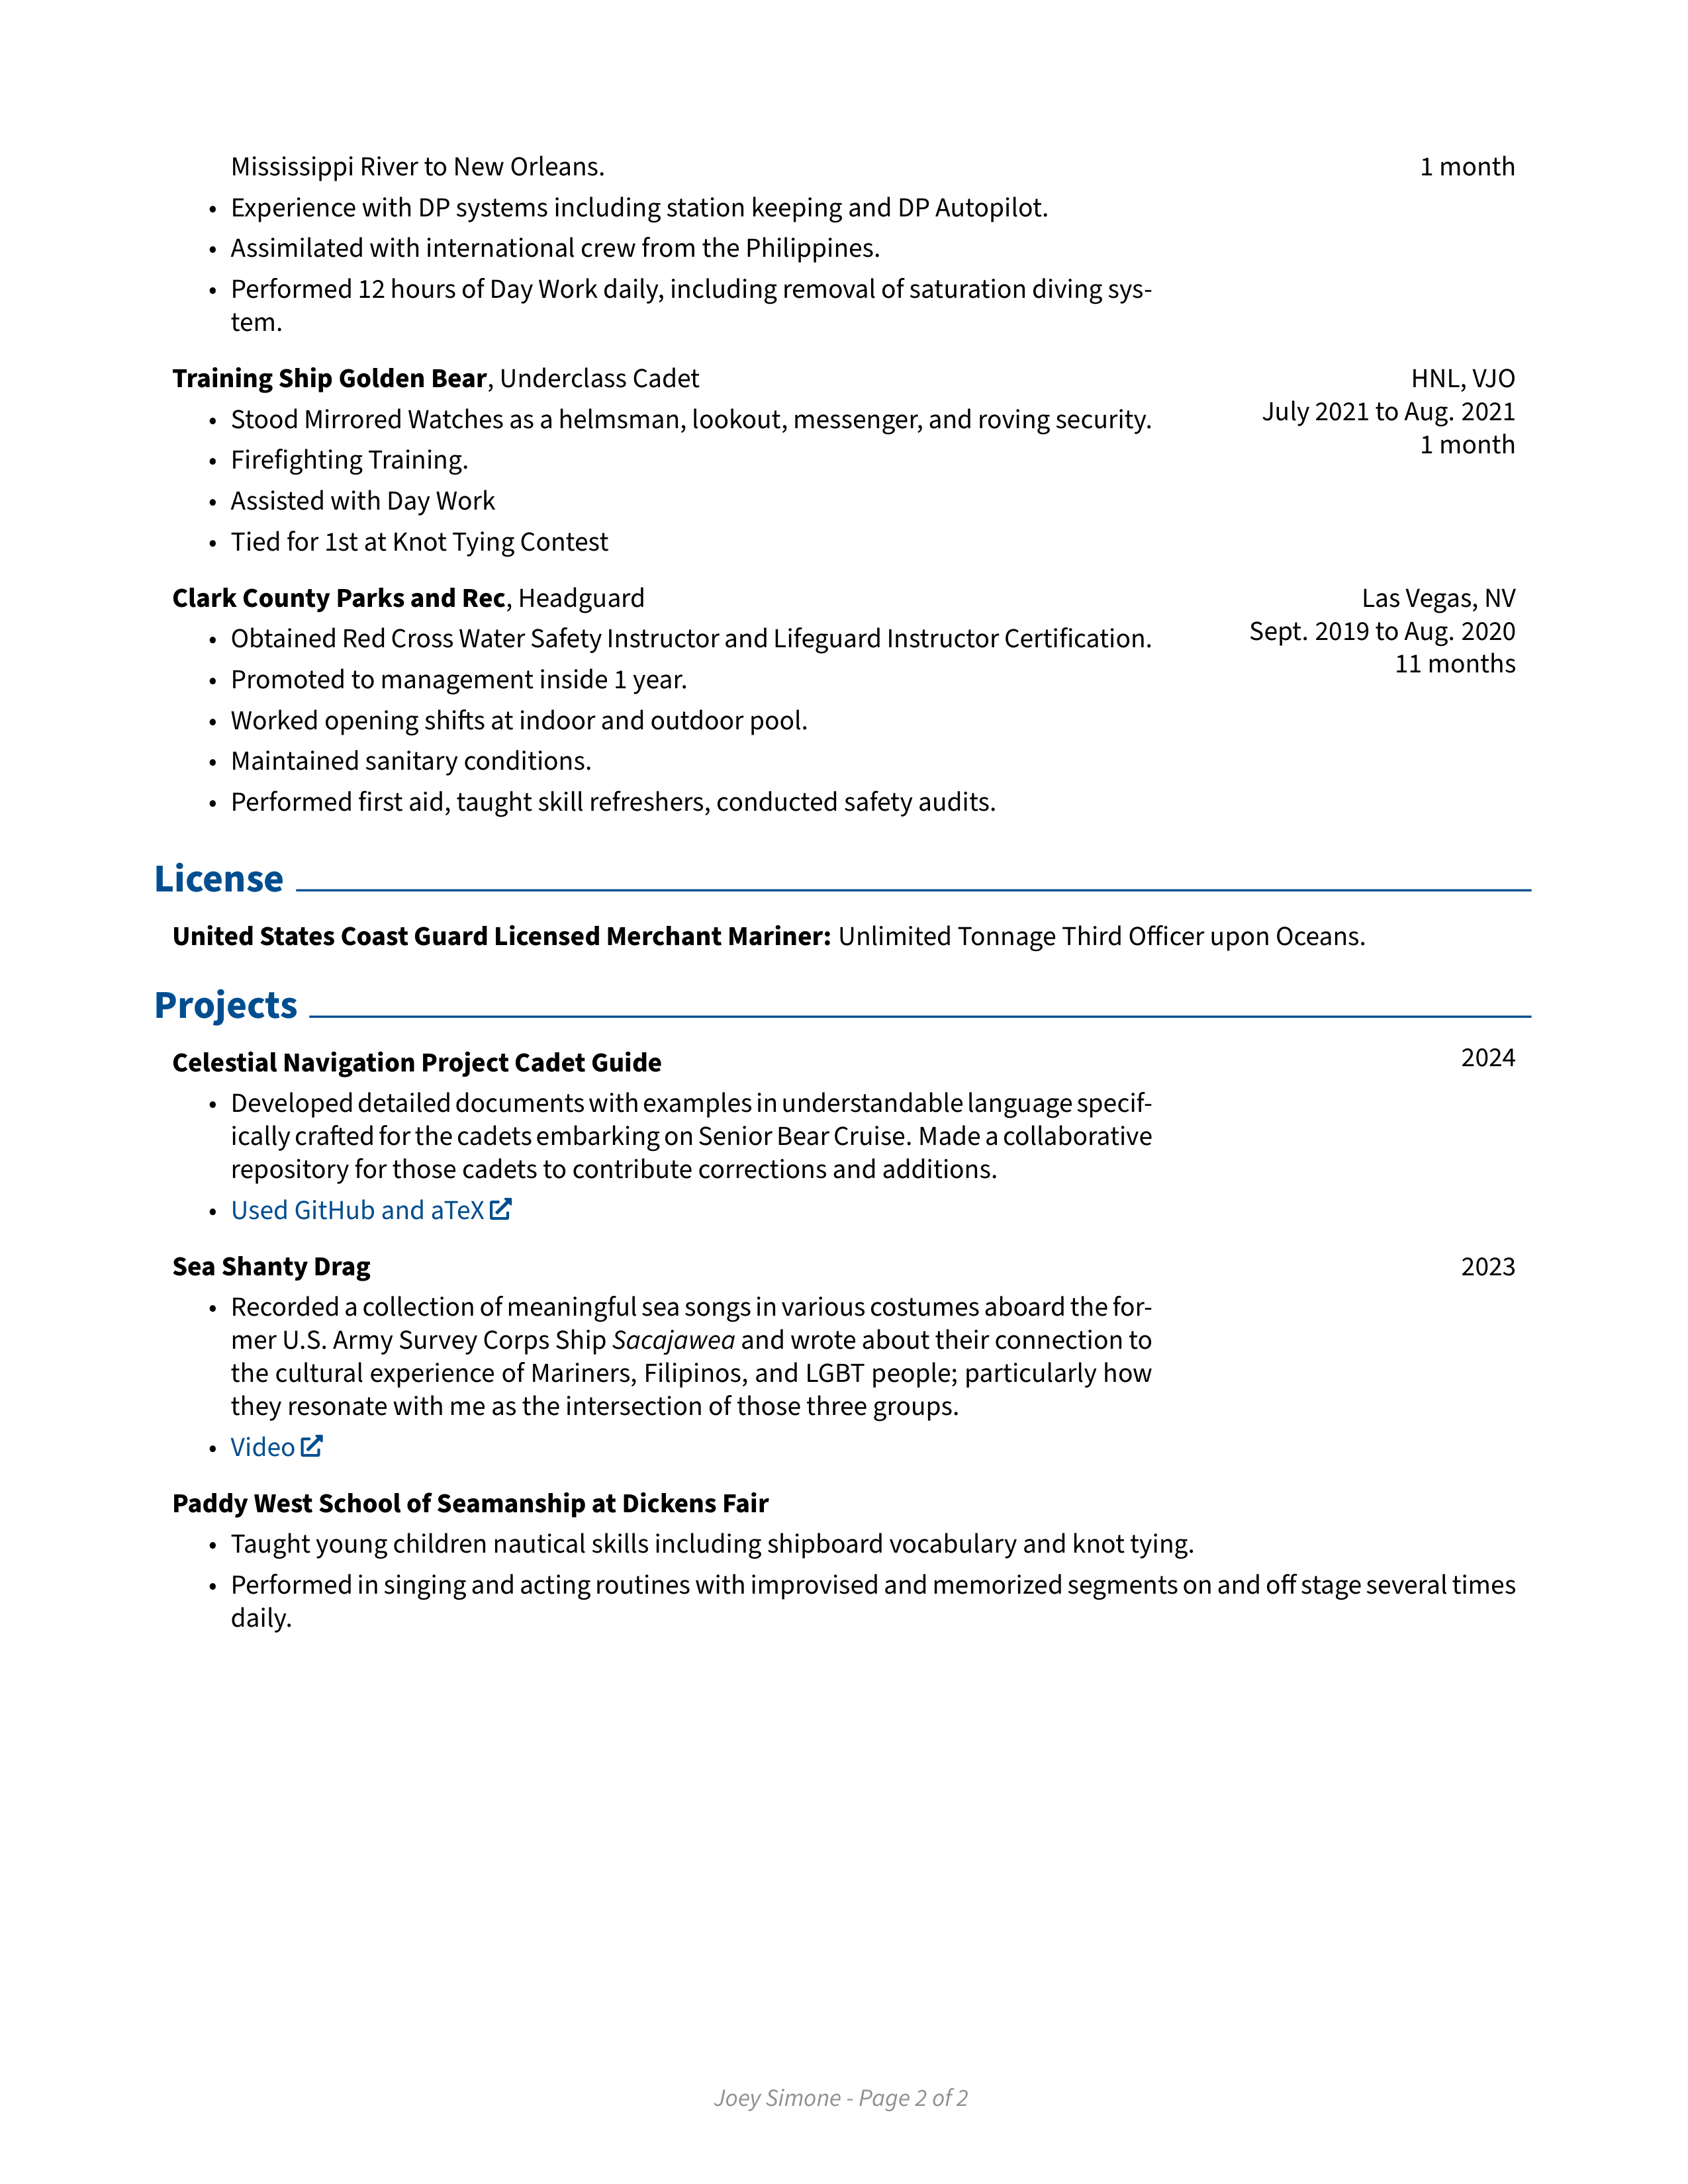 Mississippi River to New Orleans. 1 month
• Experience with DP systems including station keeping and DP Autopilot.
• Assimilated with international crew from the Philippines.
• Performed 12 hours of Day Work daily, including removal of saturation diving sys-
tem.
Training Ship Golden Bear, Underclass Cadet HNL, VJO
• Stood Mirrored Watches as a helmsman, lookout, messenger, and roving security. July 2021 to Aug. 2021
1 month
• Firefighting Training.
• Assisted with Day Work
• Tied for 1st at Knot Tying Contest
Clark County Parks and Rec, Headguard Las Vegas, NV
• Obtained Red Cross Water Safety Instructor and Lifeguard Instructor Certification. Sept. 2019 to Aug. 2020
11 months
• Promoted to management inside 1 year.
• Worked opening shifts at indoor and outdoor pool.
• Maintained sanitary conditions.
• Performed first aid, taught skill refreshers, conducted safety audits.
License
United States Coast Guard Licensed Merchant Mariner: Unlimited Tonnage Third Officer upon Oceans.
Projects
Celestial Navigation Project Cadet Guide 2024
• Developed detailed documents with examples in understandable language specif-
ically crafted for the cadets embarking on Senior Bear Cruise. Made a collaborative
repository for those cadets to contribute corrections and additions.
• Used GitHub and aTeX
Sea Shanty Drag 2023
• Recorded a collection of meaningful sea songs in various costumes aboard the for-
mer U.S. Army Survey Corps Ship Sacajawea and wrote about their connection to
the cultural experience of Mariners, Filipinos, and LGBT people; particularly how
they resonate with me as the intersection of those three groups.
• Video
Paddy West School of Seamanship at Dickens Fair
• Taught young children nautical skills including shipboard vocabulary and knot tying.
• Performed in singing and acting routines with improvised and memorized segments on and off stage several times
daily.
Joey Simone - Page 2 of 2